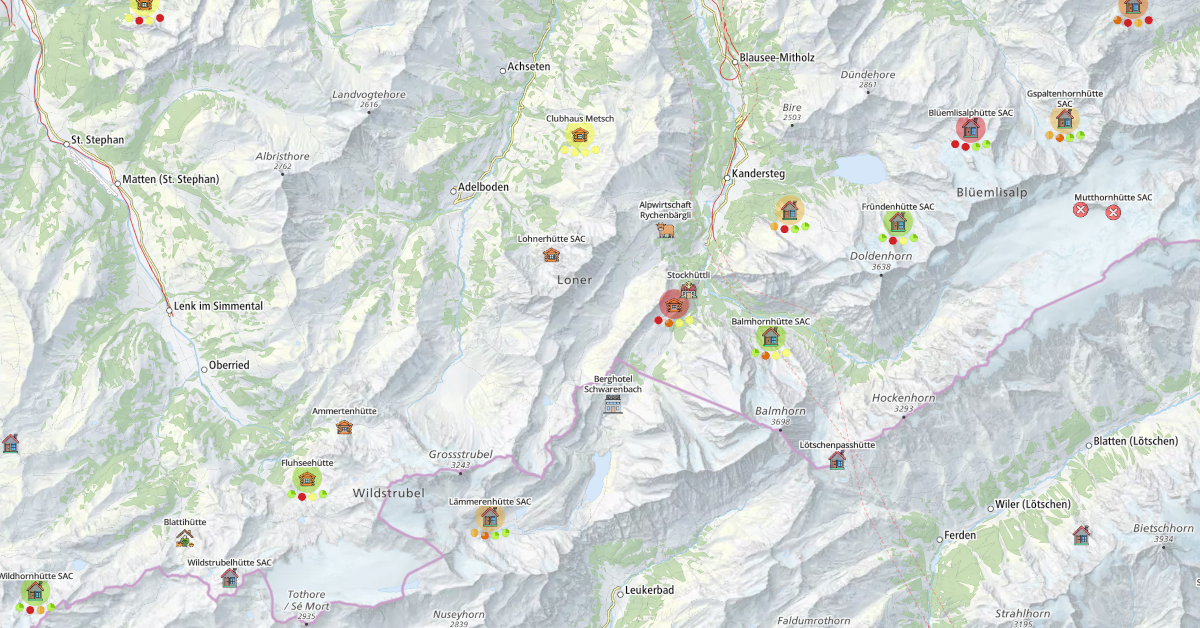 Achseten
Blausee-Mitholz
Dündehore
2861
Landvogtehore
2616
Gspaltenhornhütte
SAC
Bire
2503
Clubhaus Metsch
Blüemlisalphütte SAC
St. Stephan
Albristhore
2762
Matten (St. Stephan)
Kandersteg
Adelboden
Blüemlisalp
Mutthornhütte SAC
Alpwirtschaft
Rychenbärgli
Fründenhütte SAC
Lohnerhütte SAC
Doldenhorn
3638
Loner
Stockhüttli
Lenk im Simmental
Balmhornhütte SAC
Oberried
Berghotel
Schwarenbach
Hockenhorn
3293
Ammertenhütte
Balmhorn
3698
Lötschenpasshütte
Blatten (Lötschen)
Grossstrubel
3243
Fluhseehütte
Wildstrubel
Lämmerenhütte SAC
Wiler (Lötschen)
Blattihütte
Bietschhorn
3934
Ferden
Wildstrubelhütte SAC
Wildhornhütte SAC
Leukerbad
Tothore
/ Sé Mort
2935
Nuseyhorn
2839
Faldumrothorn
Strahlhorn
3195
S